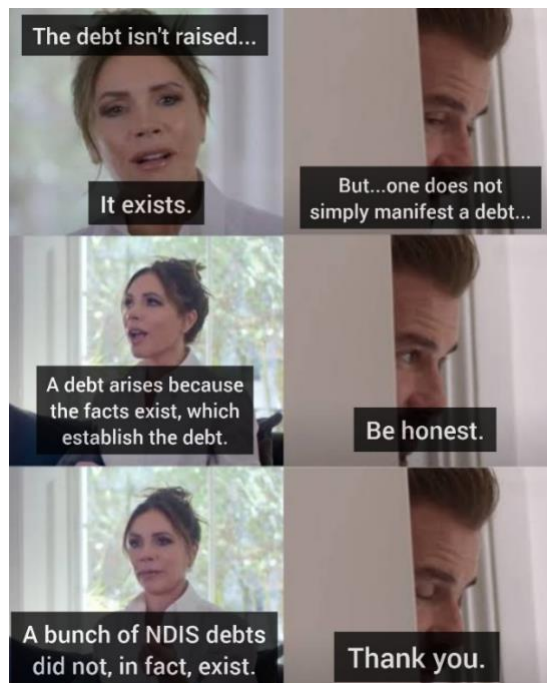 The debt isn't raised...
It exists.
But...one does not
simply manifest a debt...
A debt arises because
the facts exist, which
establish the debt.
Be honest.
A bunch of NDIS debts
did not, in fact, exist.
Thank you.